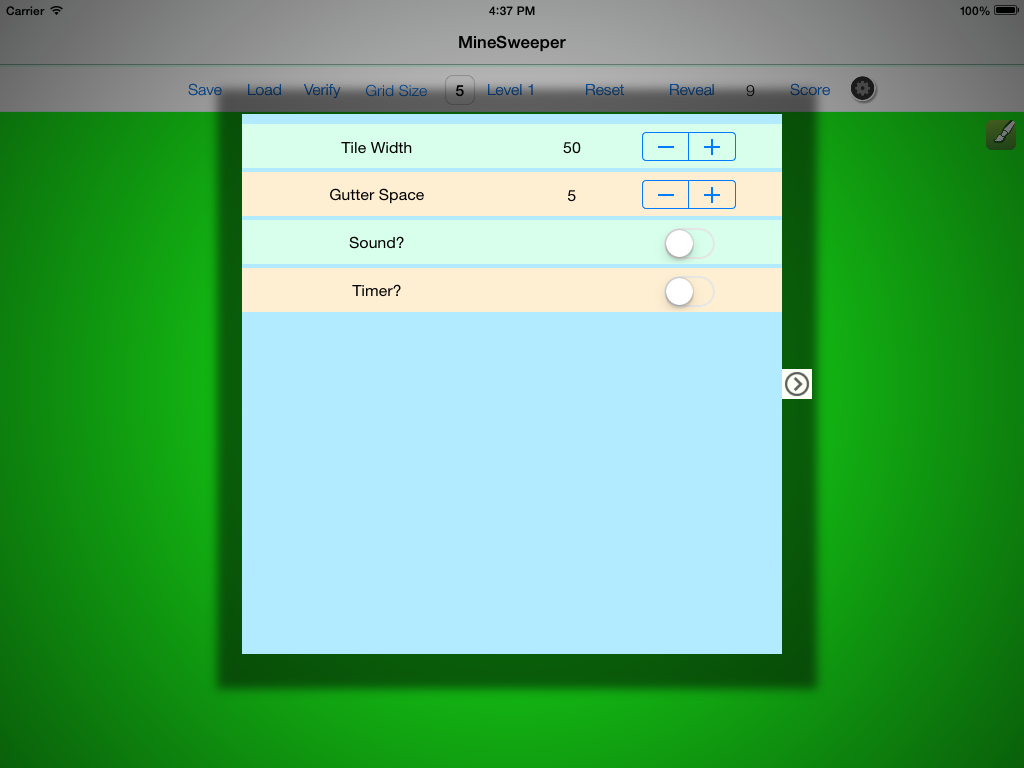 Carrier 4:37 PM 100%
MineSweeper
Save Load Verify Grid Size 5 Level 1 Reset Reveal 9 Score
Tile Width 50
Gutter Space 5
Sound?
Timer?